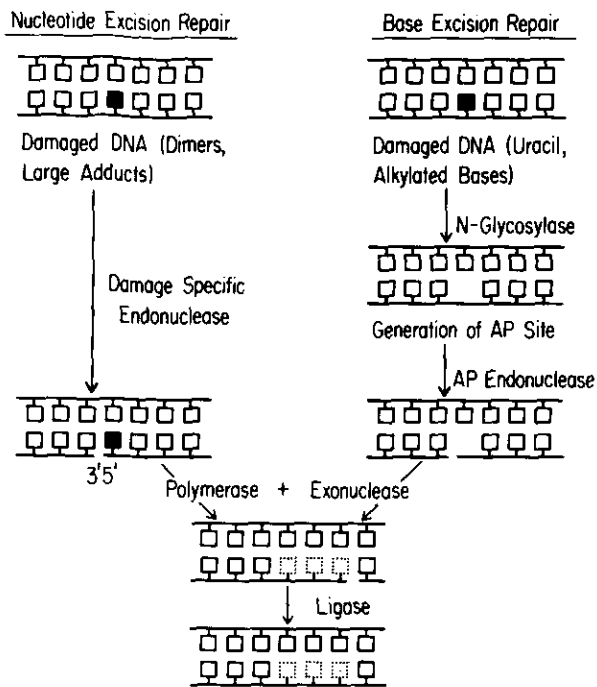 Nucleotide Excision Repair
Damaged DNA (Dimers,
Large Adducts)
Damage Specific
Endonuclease
3'5'
Base Excision Repair
Damaged DNA (Uracil,
Alkylated Bases)
N-Glycosylase
Generation of AP Site
AP Endonuclease
Polymerase + Exonuclease
Ligase